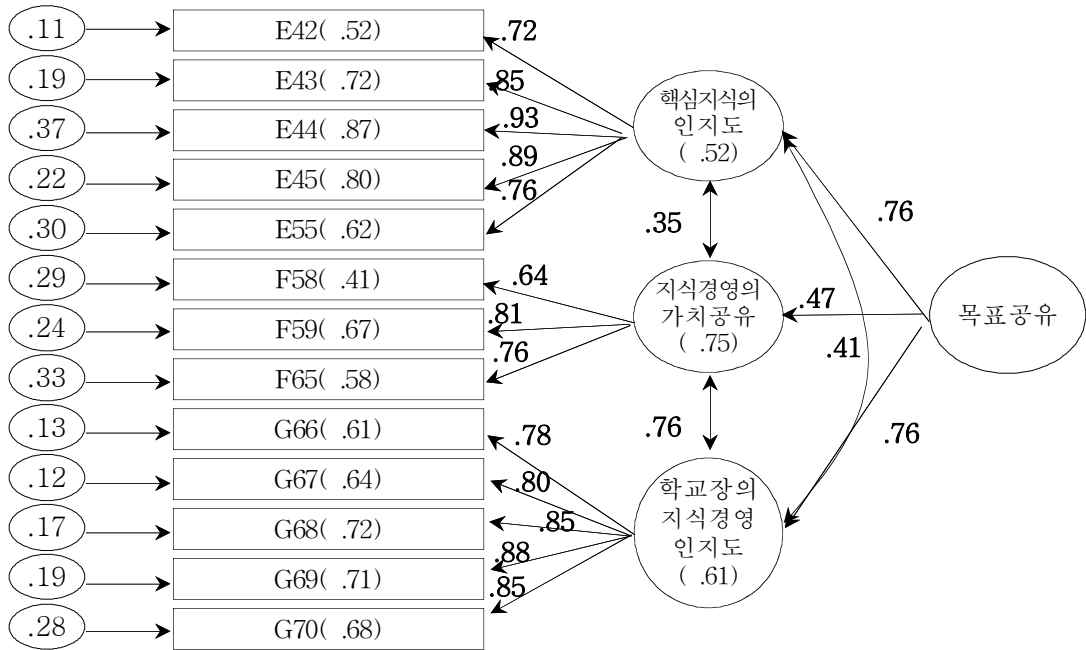 .11
E42( .52)
.72
.19
E43( .72)
.85
.37
E44( .87)
.93
.22
E45( .80)
.89
.30
E55( .62)
.76
.29
F58( .41)
.64
.24
F59( .67)
.81
.33
F65( .58)
.76
.13
G66( .61)
.78
.12
G67( .64)
.80
.17
G68( .72)
.85
.19
G69( .71)
.88
.28
G70( .68)
.85
핵심지식의
인지도
( .52)
.35
지식경영의
가치공유
( .75)
.76
학교장의
지식경영
인지도
( .61)
.76
.47
.41
.76
목표공유